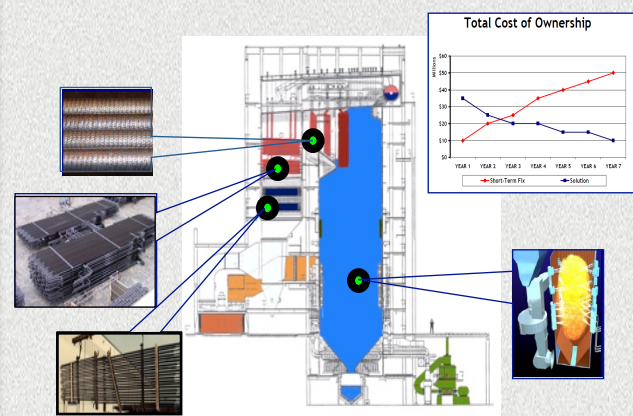 Total Cost of Ownership
Millions
$60
$50
$40
$30
$20
$10
$0
YEAR 1 YEAR 2 YEAR 3 YEAR 4 YEAR 5 YEAR 6 YEAR 7
Short-Term Fix Solution